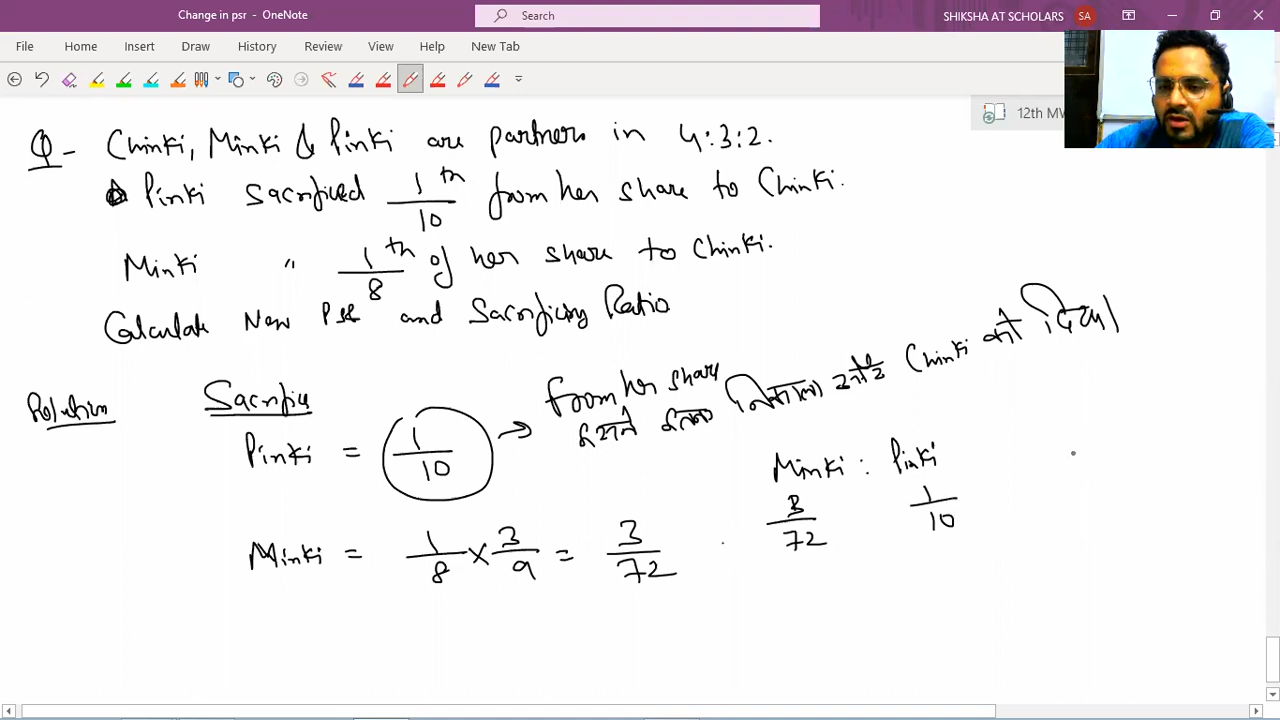 Change in psr - OneNote
Search
SHIKSHA AT SCHOLARS SA
File Home Insert Draw History Review View Help New Tab
12th MW
Q- Chinki, Minki & Pinki are partners in 4:3:2.
Pinki Sacrificed 1/10 th from her share to Chinki.
Minki " 1/8 th of her share to Chinki.
Calculate New PSR and Sacrificing Ratio
Solution
Sacrifice
from her share
Chinki को दिया।
Pinki = 1/10 →
Minki : Pinki
3/72 1/10
Minki = 1/8 × 3/9 = 3/72